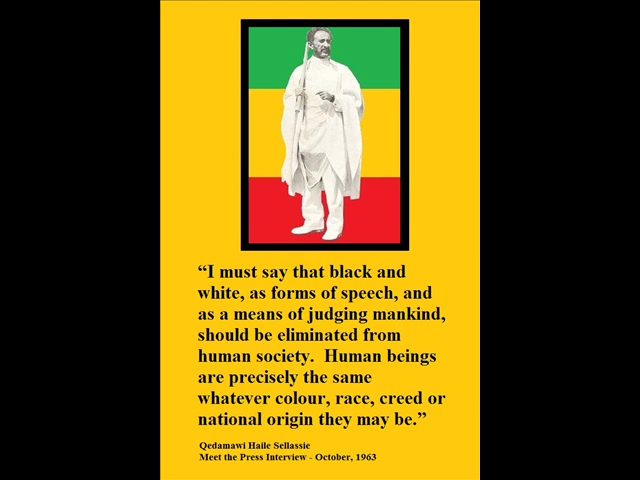 “I must say that black and
white, as forms of speech, and
as a means of judging mankind,
should be eliminated from
human society.  Human beings
are precisely the same
whatever colour, race, creed or
national origin they may be.”
Qedamawi Haile Sellassie
Meet the Press Interview - October, 1963